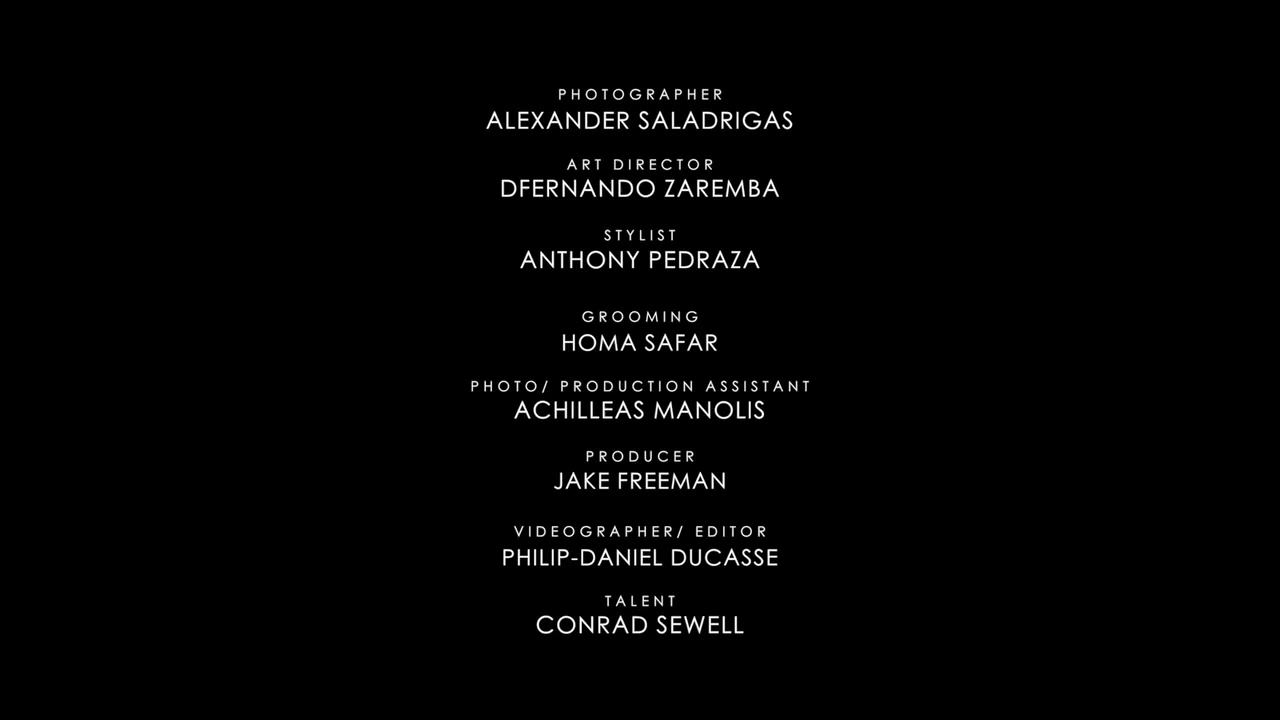 PHOTOGRAPHER
ALEXANDER SALADRIGAS
ART DIRECTOR
DFERNANDO ZAREMBA
STYLIST
ANTHONY PEDRAZA
GROOMING
HOMA SAFAR
PHOTO/ PRODUCTION ASSISTANT
ACHILLEAS MANOLIS
PRODUCER
JAKE FREEMAN
VIDEOGRAPHER/ EDITOR
PHILIP-DANIEL DUCASSE
TALENT
CONRAD SEWELL